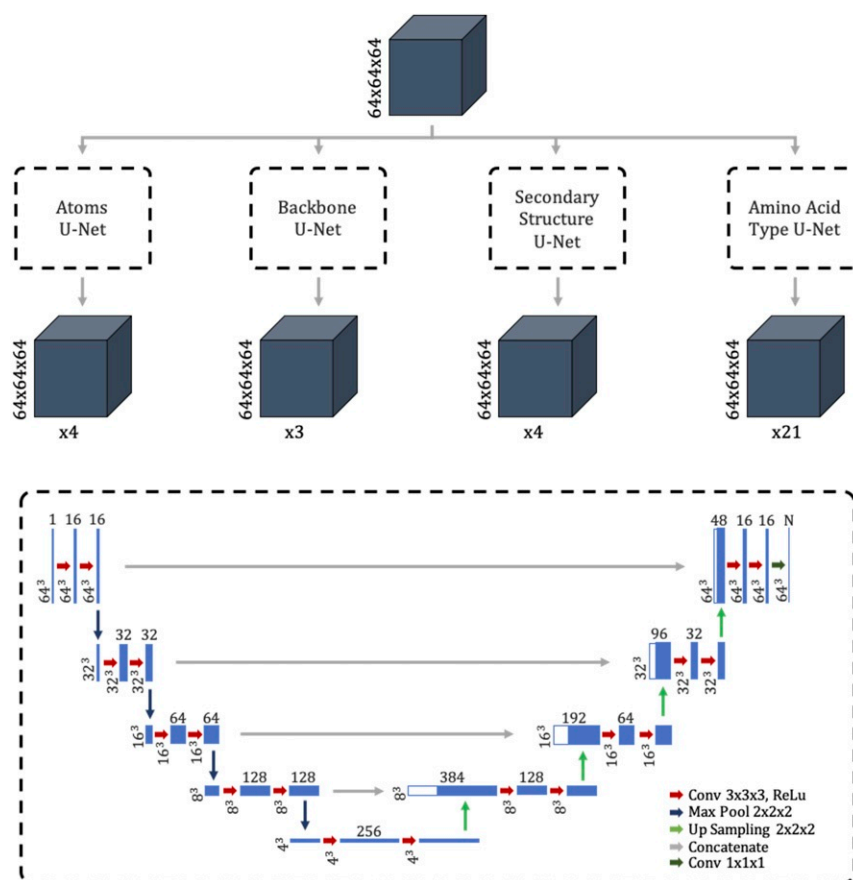 64x64x64
Atoms
U-Net
Backbone
U-Net
Secondary
Structure
U-Net
Amino Acid
Type U-Net
64x64x64
64x64x64
64x64x64
64x64x64
x4
x3
x4
x21
1 16 16
48 16 16 N
64³ 64³ 64³
64³ 64³ 64³ 64³
32 32
96 32
32³ 32³ 32³
32³ 32³ 32³
64 64
192 64
16³ 16³ 16³
16³ 16³ 16³
128 128
384 128
8³ 8³ 8³
8³ 8³ 8³
256
4³ 4³ 4³
Conv 3x3x3, ReLu
Max Pool 2x2x2
Up Sampling 2x2x2
Concatenate
Conv 1x1x1